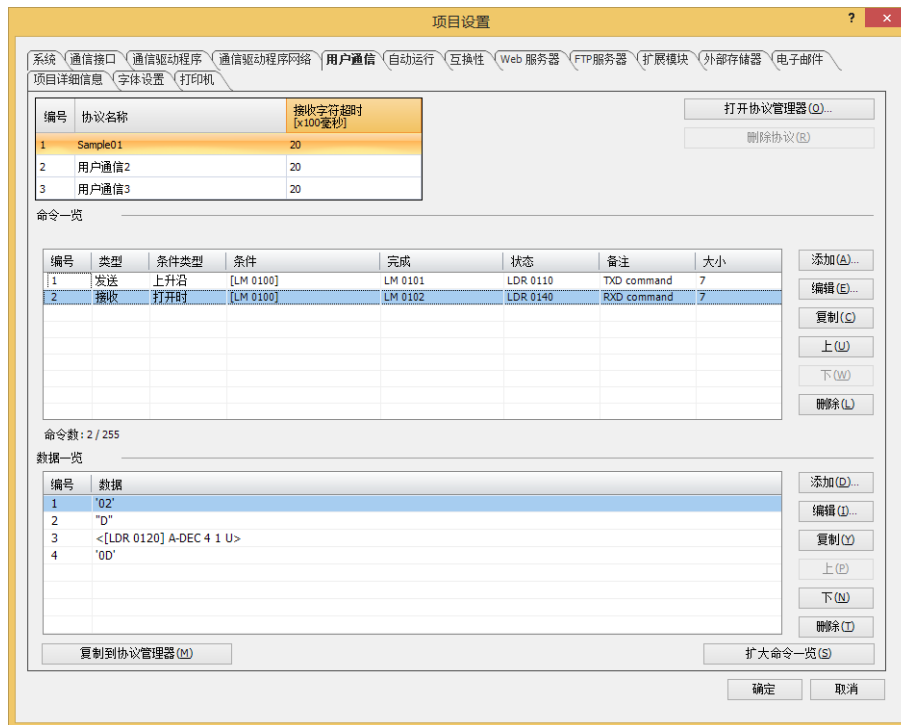 项目设置
? ×
系统 通信接口 通信驱动程序 通信驱动程序网络 用户通信 自动运行 互换性 Web 服务器 FTP服务器 扩展模块 外部存储器 电子邮件
项目详细信息 字体设置 打印机
编号 协议名称 接收字符超时
[x100毫秒]
1 Sample01 20
2 用户通信2 20
3 用户通信3 20
打开协议管理器(O)...
删除协议(R)
命令一览
编号 类型 条件类型 条件 完成 状态 备注 大小
1 发送 上升沿 [LM 0100] LM 0101 LDR 0110 TXD command 7
2 接收 打开时 [LM 0100] LM 0102 LDR 0140 RXD command 7
添加(A)...
编辑(E)...
复制(C)
上(U)
下(W)
删除(L)
命令数: 2 / 255
数据一览
编号 数据
1 '02'
2 "D"
3 <[LDR 0120] A-DEC 4 1 U>
4 '0D'
添加(D)...
编辑(I)...
复制(Y)
上(P)
下(N)
删除(T)
复制到协议管理器(M)
扩大命令一览(S)
确定 取消